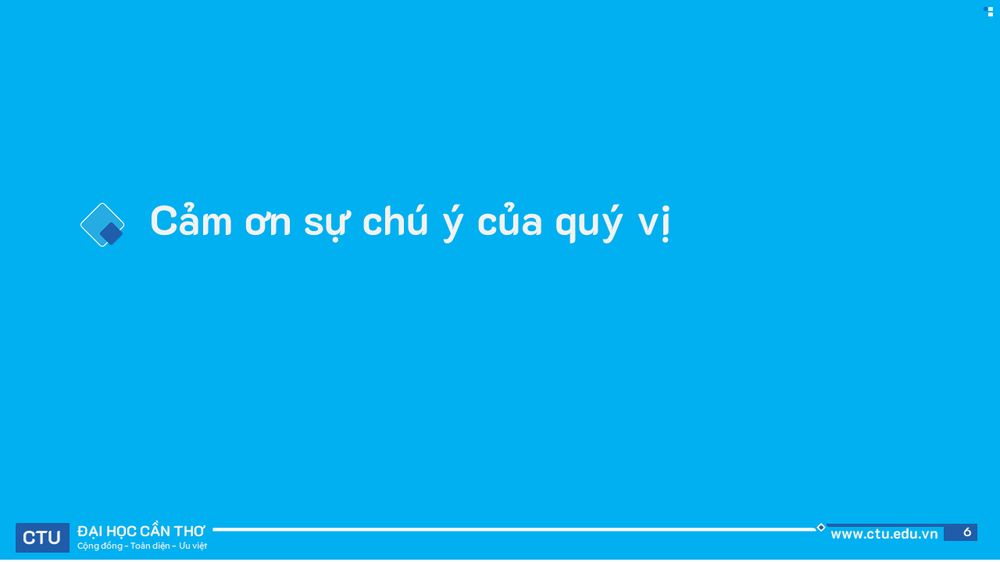 Cảm ơn sự chú ý của quý vị
CTU
ĐẠI HỌC CẦN THƠ
Cộng đồng – Toàn diện – Ưu việt
www.ctu.edu.vn
6